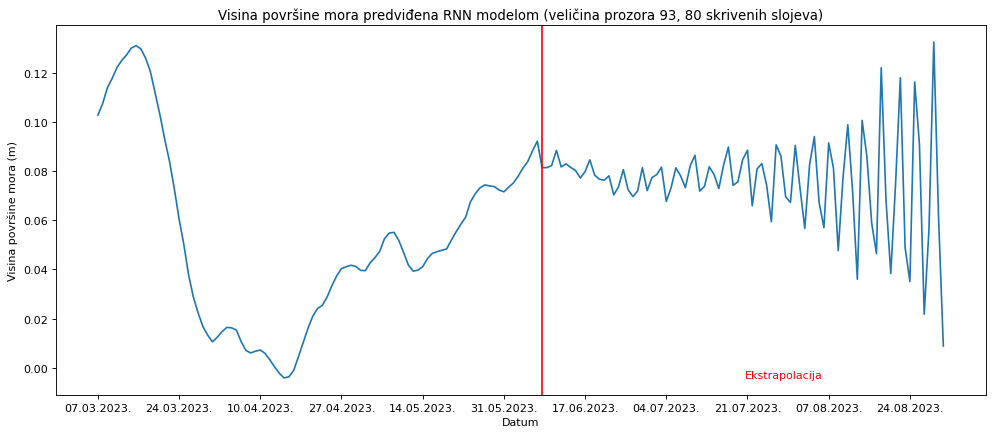 Visina površine mora predviđena RNN modelom (veličina prozora 93, 80 skrivenih slojeva)
Visina površine mora (m)
0.12
0.10
0.08
0.06
0.04
0.02
0.00
Ekstrapolacija
07.03.2023. 24.03.2023. 10.04.2023. 27.04.2023. 14.05.2023. 31.05.2023. 17.06.2023. 04.07.2023. 21.07.2023. 07.08.2023. 24.08.2023.
Datum